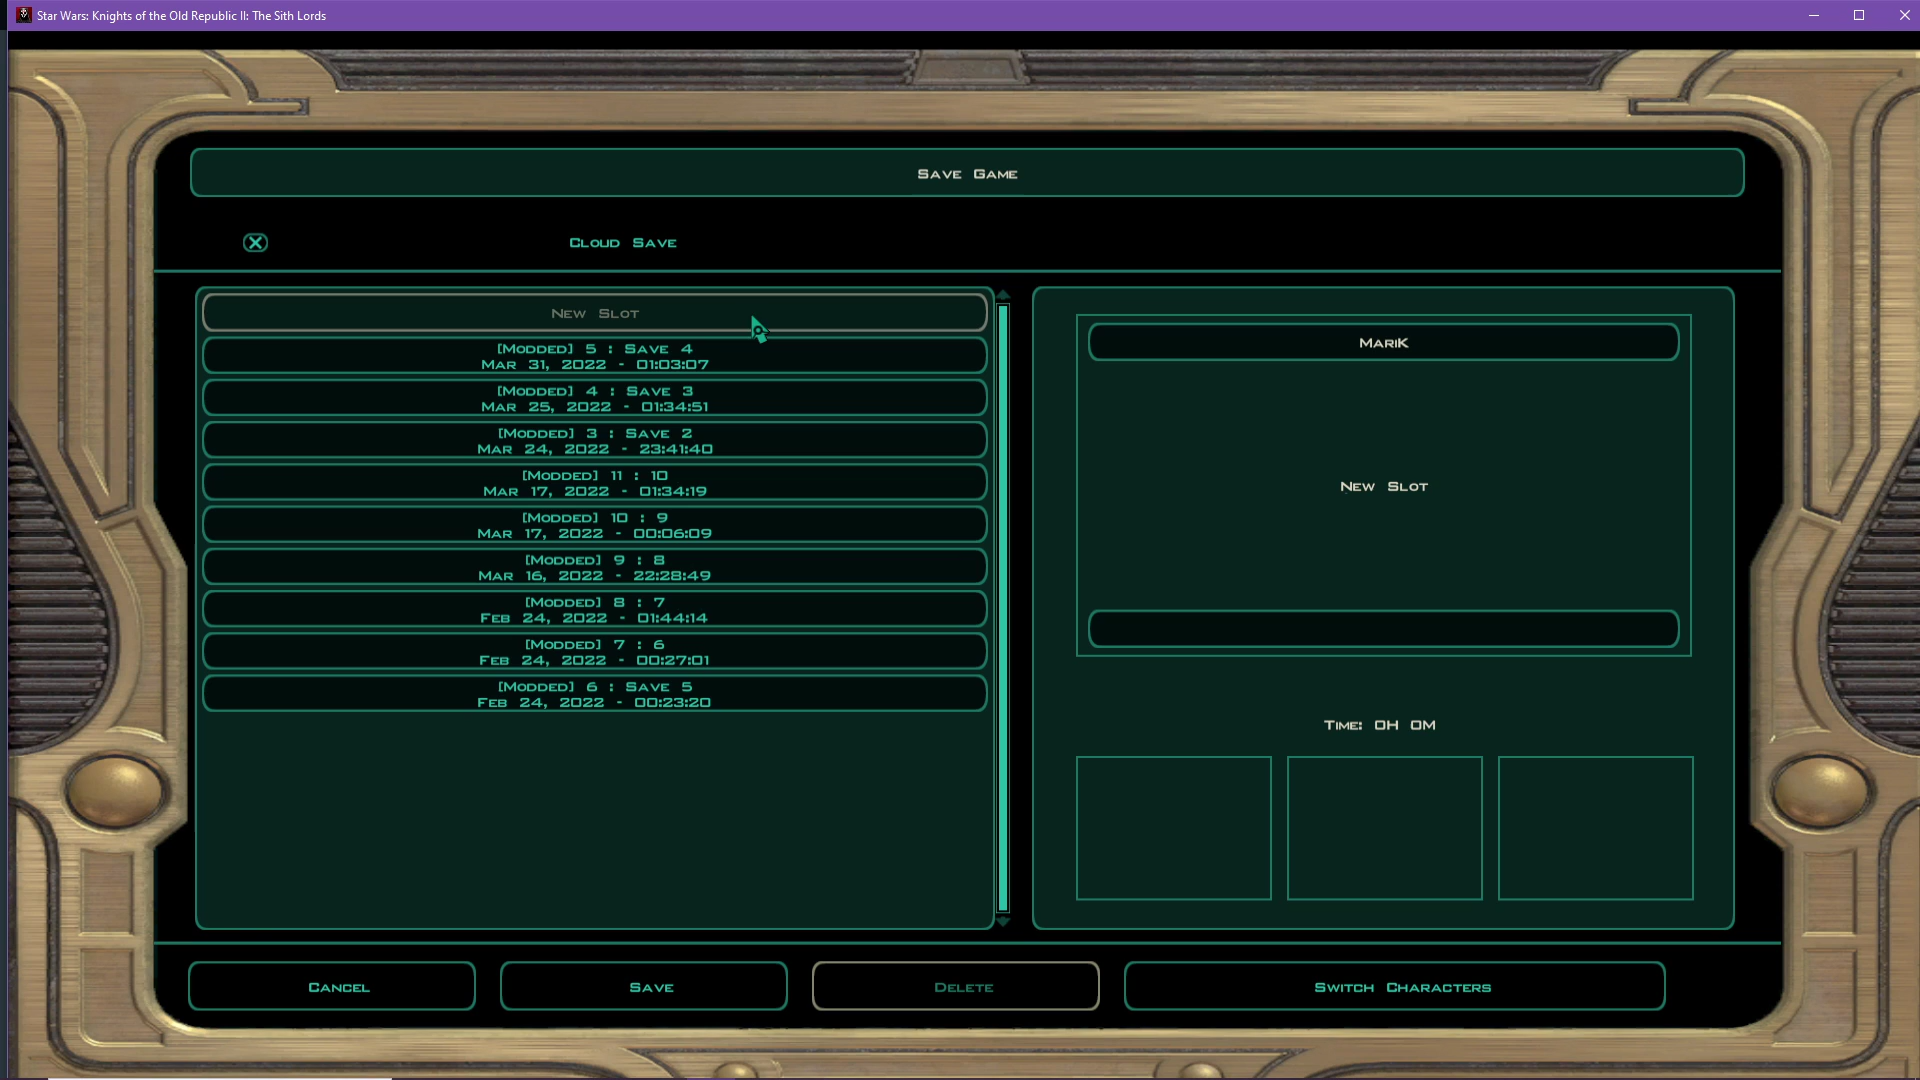 Star Wars: Knights of the Old Republic II: The Sith Lords
Save Game
Cloud Save
New Slot
[Modded] 5 : Save 4
Mar 31, 2022 - 01:03:07
[Modded] 4 : Save 3
Mar 25, 2022 - 01:34:51
[Modded] 3 : Save 2
Mar 24, 2022 - 23:41:40
[Modded] 11 : 10
Mar 17, 2022 - 01:34:19
[Modded] 10 : 9
Mar 17, 2022 - 00:06:09
[Modded] 9 : 8
Mar 16, 2022 - 22:28:49
[Modded] 8 : 7
Feb 24, 2022 - 01:44:14
[Modded] 7 : 6
Feb 24, 2022 - 00:27:01
[Modded] 6 : Save 5
Feb 24, 2022 - 00:23:20
MariK
New Slot
Time: 0H 0M
Cancel
Save
Delete
Switch Characters